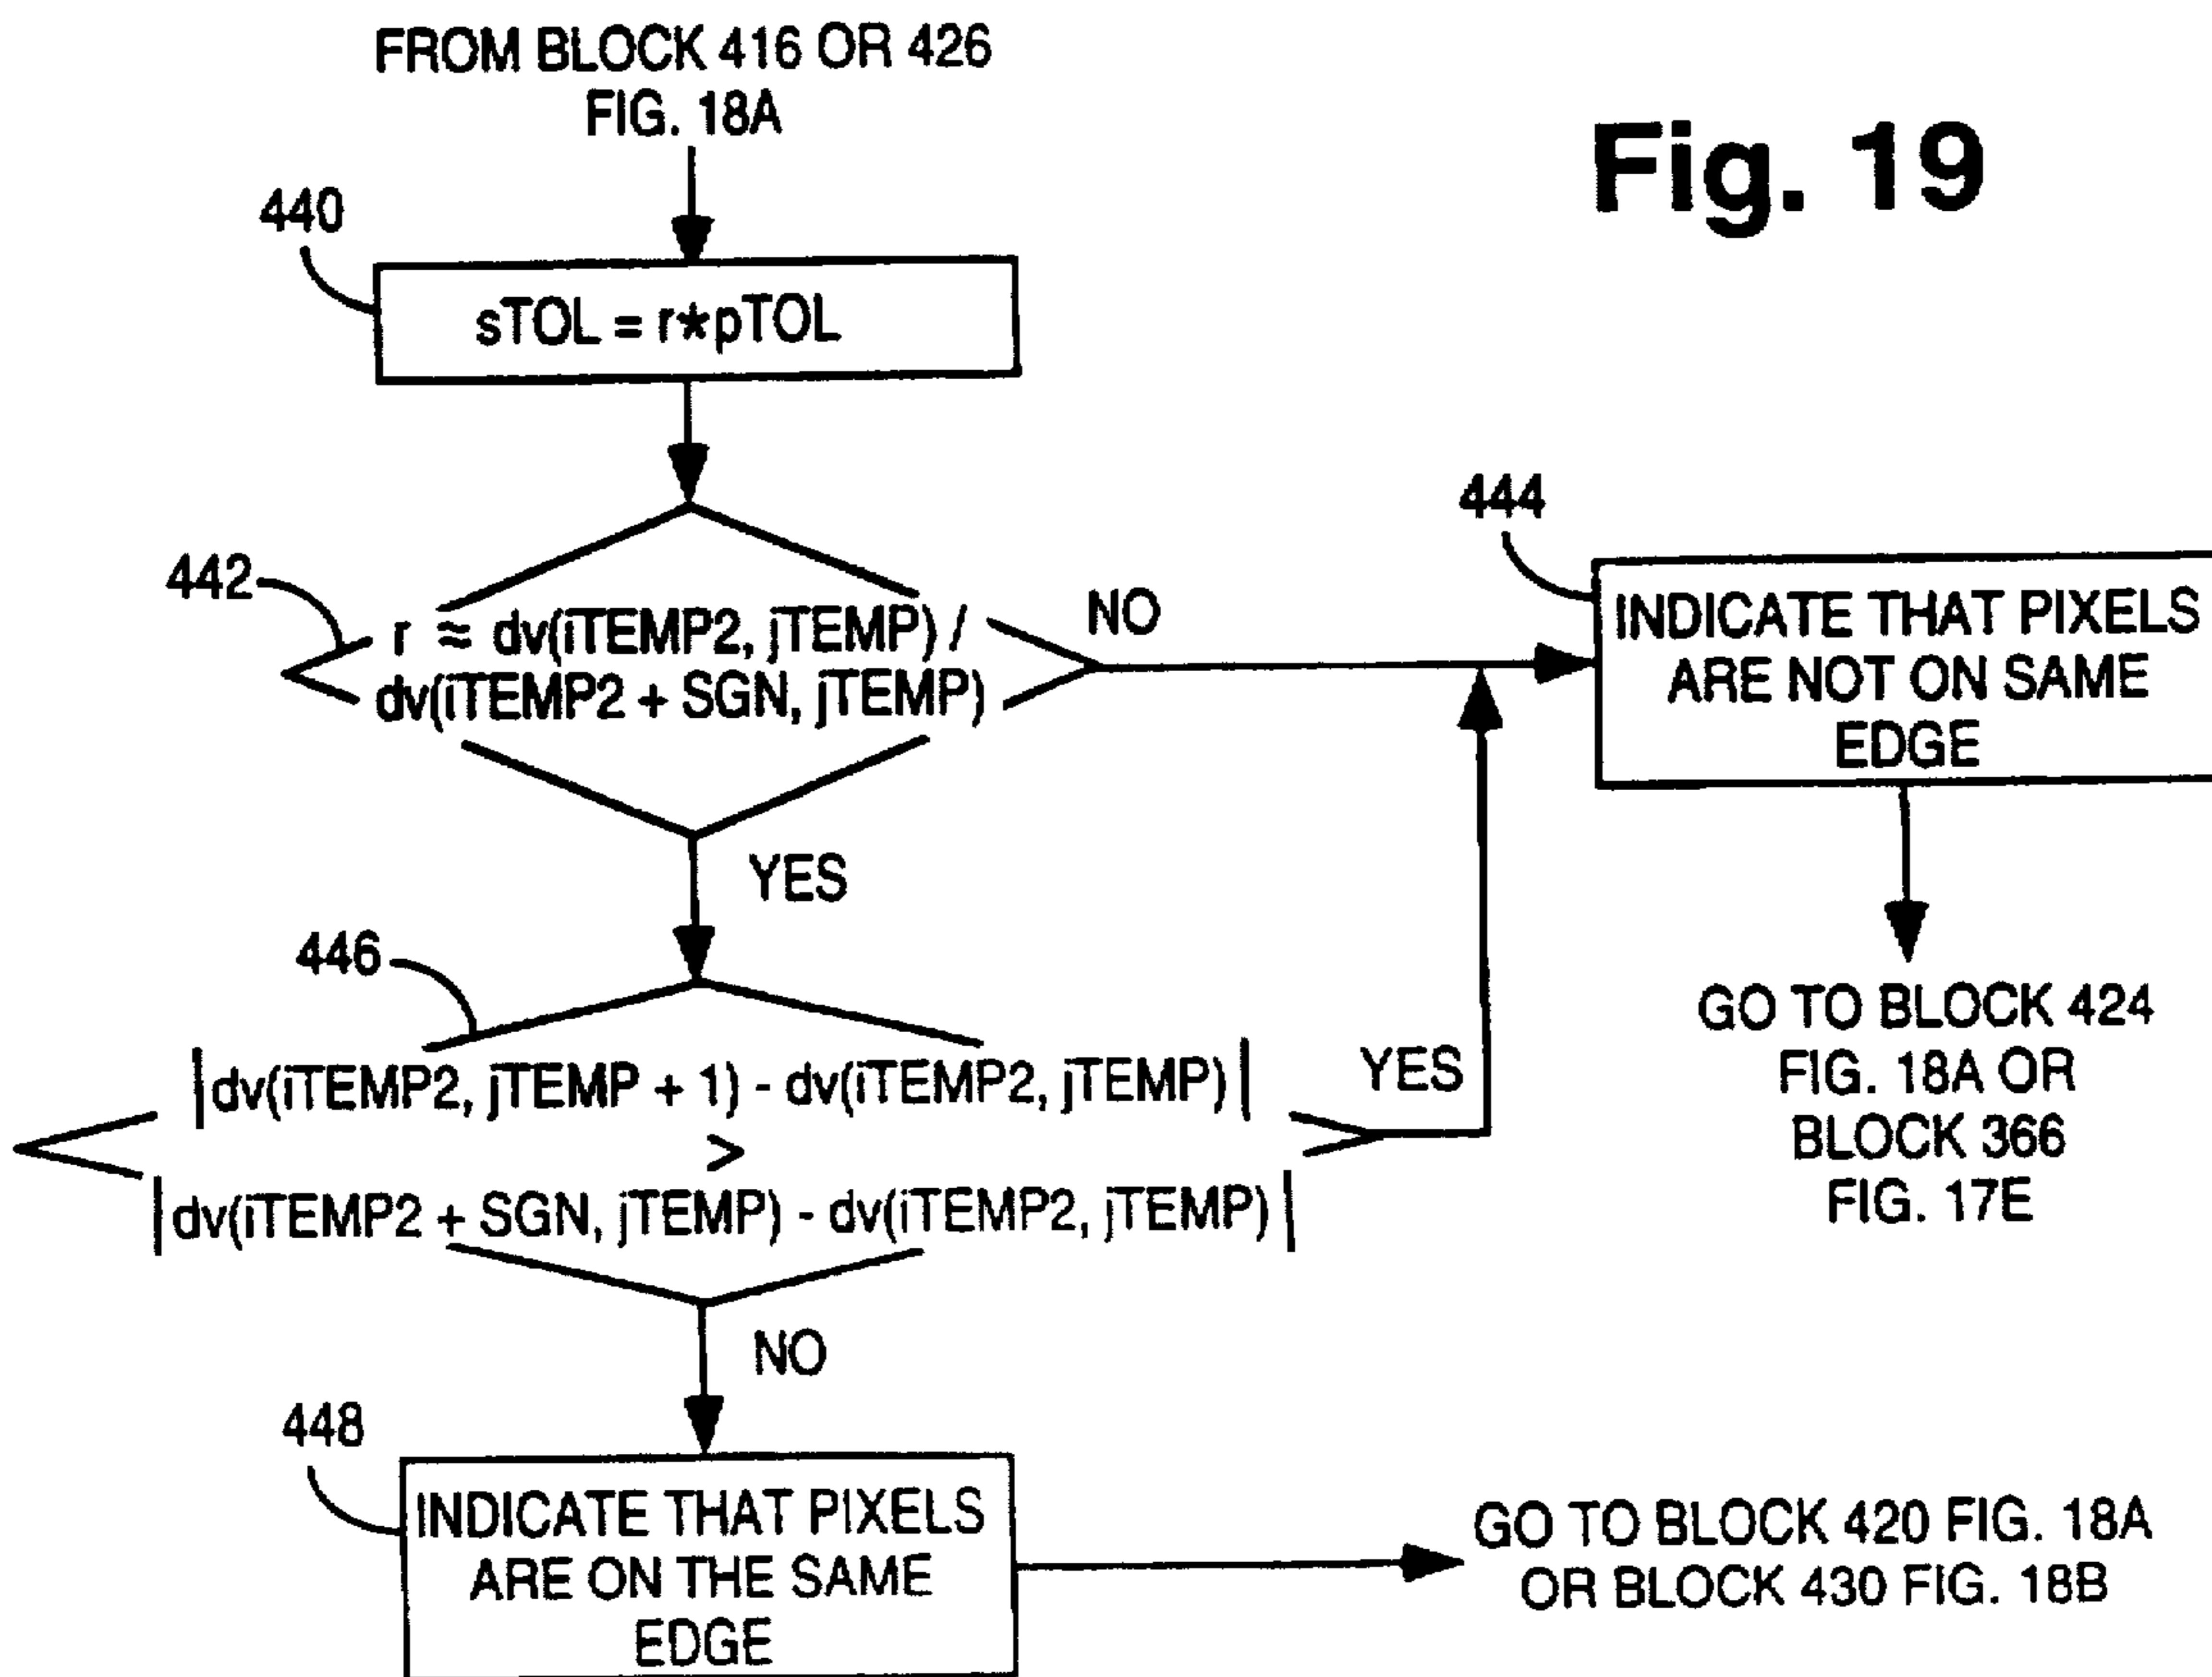 FROM BLOCK 416 OR 426
FIG. 18A
Fig. 19
440
sTOL = r*pTOL
442
r ≈ dv(iTEMP2, jTEMP) /
dv(iTEMP2 + SGN, jTEMP)
NO
444
INDICATE THAT PIXELS
ARE NOT ON SAME
EDGE
YES
446
|dv(iTEMP2, jTEMP + 1) - dv(iTEMP2, jTEMP)|
>
|dv(iTEMP2 + SGN, jTEMP) - dv(iTEMP2, jTEMP)|
YES
GO TO BLOCK 424
FIG. 18A OR
BLOCK 366
FIG. 17E
NO
448
INDICATE THAT PIXELS
ARE ON THE SAME
EDGE
GO TO BLOCK 420 FIG. 18A
OR BLOCK 430 FIG. 18B